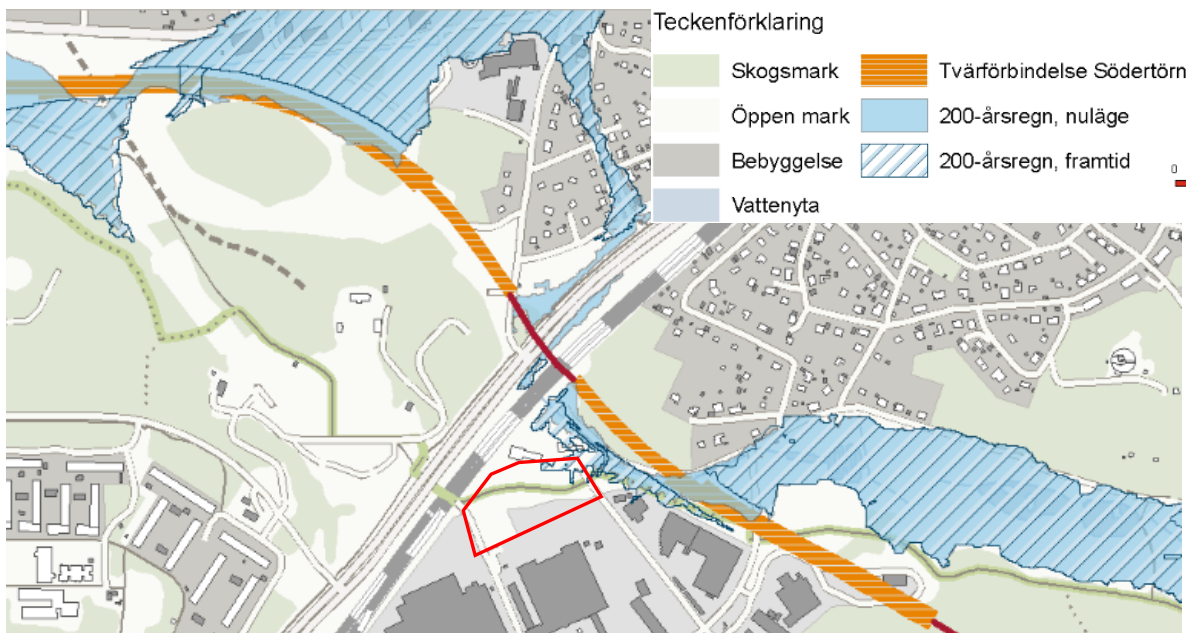 Teckenförklaring
Skogsmark
Tvärförbindelse Södertörn
Öppen mark
200-årsregn, nuläge
Bebyggelse
200-årsregn, framtid
Vattenyta